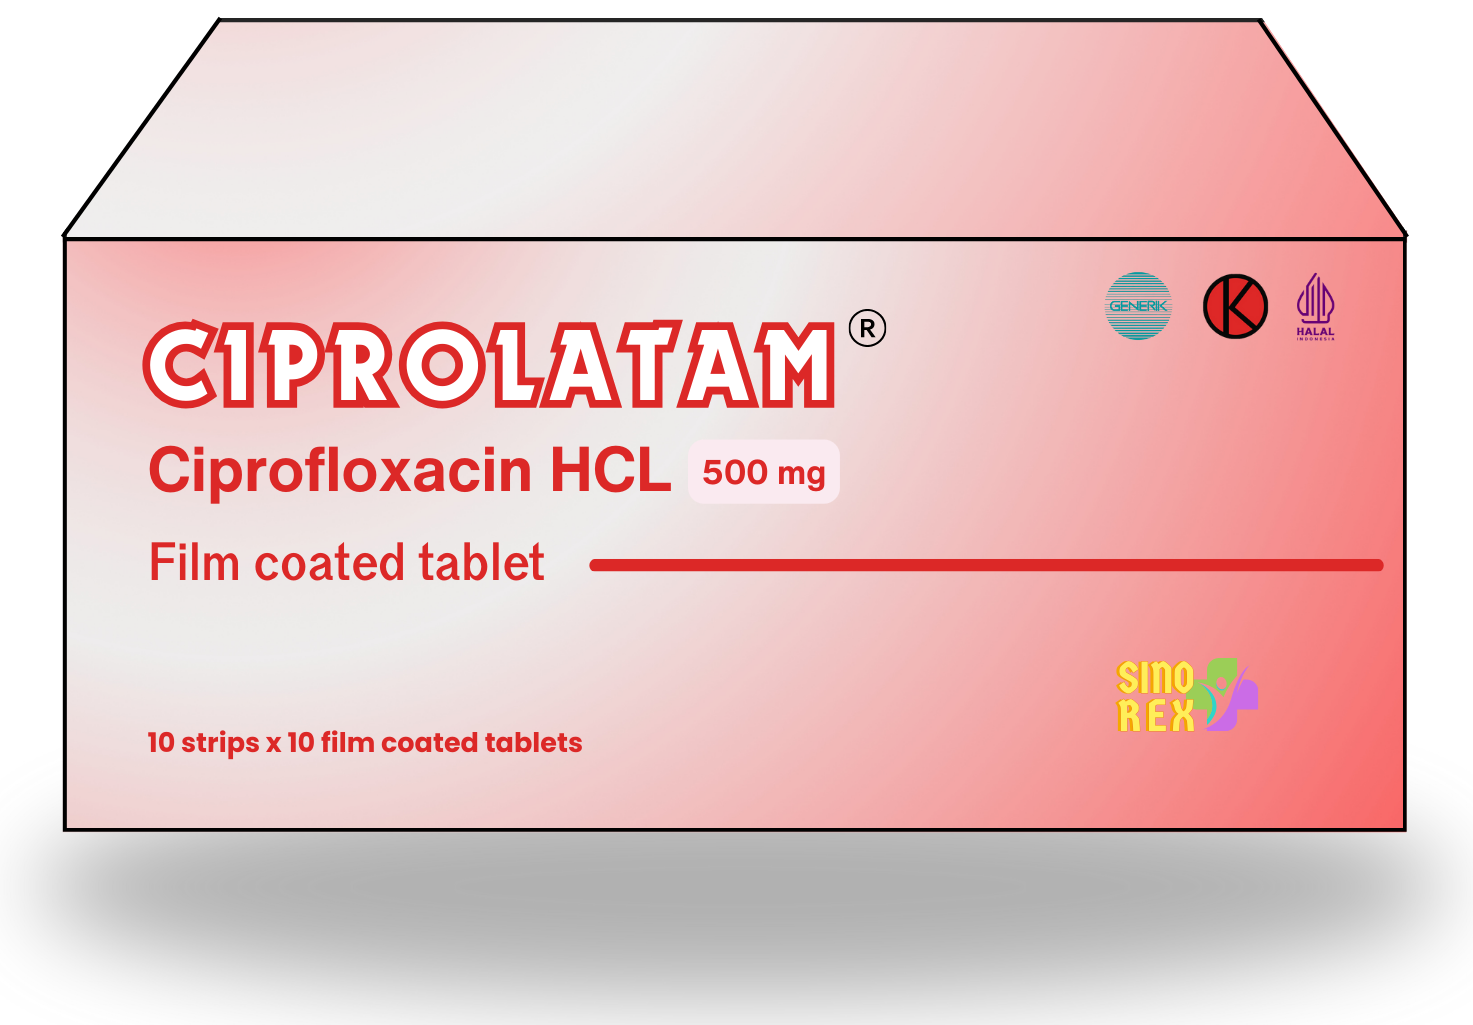 GENERIK
K
HALAL
INDONESIA
CIPROLATAM®
Ciprofloxacin HCL 500 mg
Film coated tablet
SINO
REX
10 strips x 10 film coated tablets